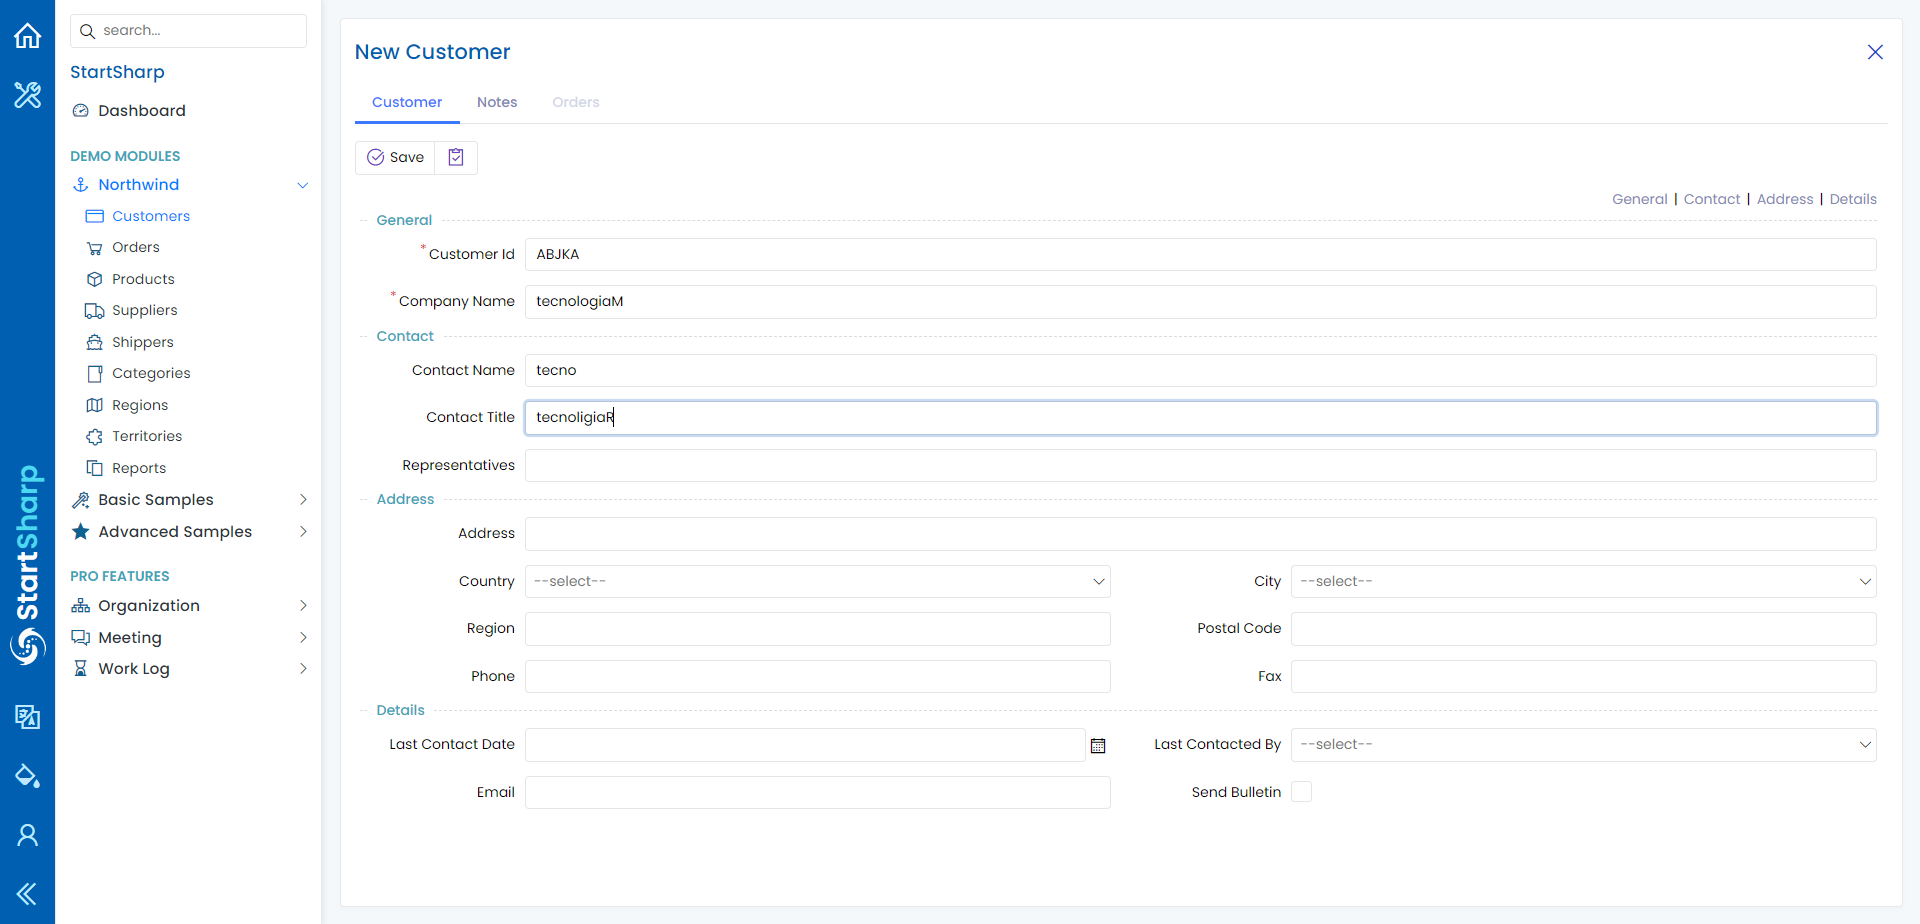 search...
StartSharp
Dashboard
DEMO MODULES
Northwind
Customers
Orders
Products
Suppliers
Shippers
Categories
Regions
Territories
Reports
Basic Samples
Advanced Samples
PRO FEATURES
Organization
Meeting
Work Log
StartSharp
New Customer
Customer Notes Orders
Save
General | Contact | Address | Details
General
* Customer Id ABJKA
* Company Name tecnologiaM
Contact
Contact Name tecno
Contact Title tecnoligiaR
Representatives
Address
Address
Country --select-- City --select--
Region Postal Code
Phone Fax
Details
Last Contact Date Last Contacted By --select--
Email Send Bulletin